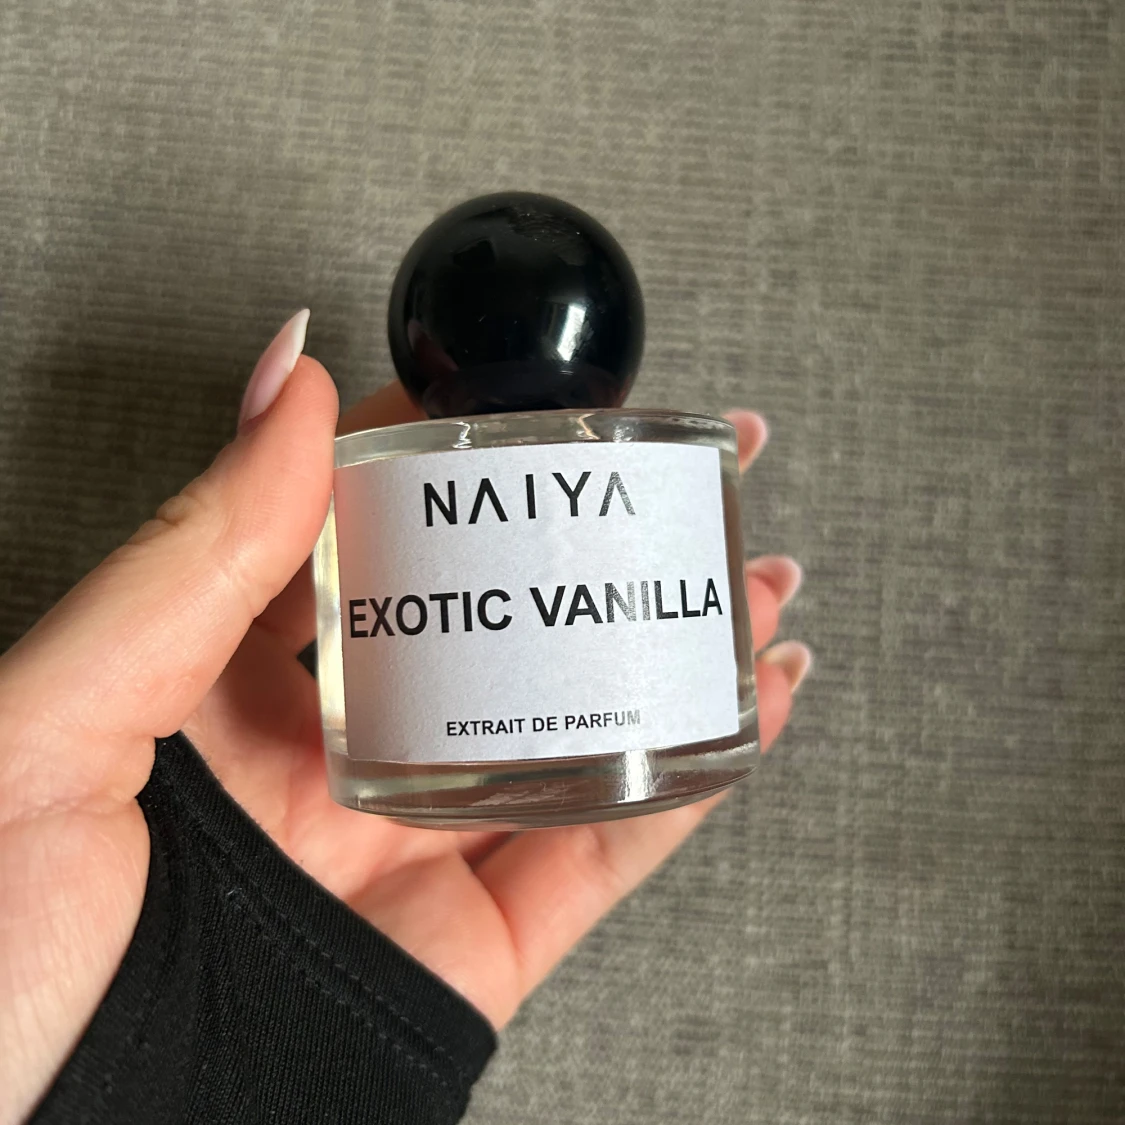 NAIYA
EXOTIC VANILLA
EXTRAIT DE PARFUM